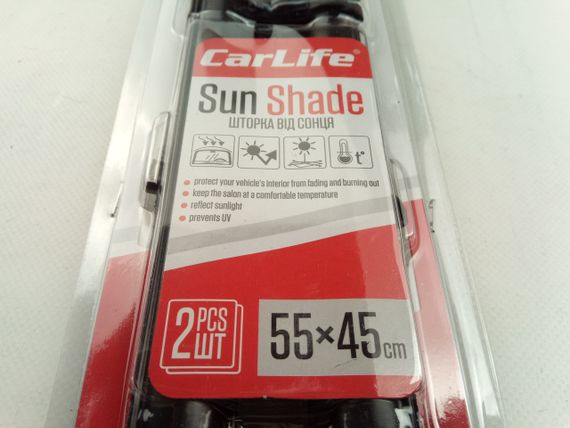 CarLife®
Sun Shade
ШТОРКА ВІД СОНЦЯ
t°
protect your vehicle's interior from fading and burning out
keep the salon at a comfortable temperature
reflect sunlight
prevents UV
2 PCS
ШТ
55×45cm